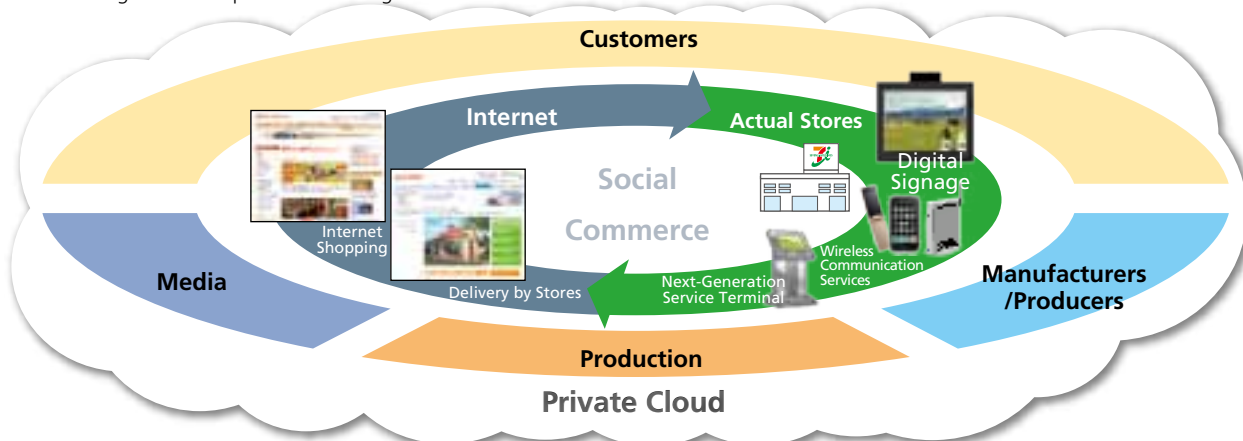 Customers
Internet
Actual Stores
Digital
Signage
Social
Commerce
Internet
Shopping
Wireless
Communication
Services
Media
Delivery by Stores
Next-Generation
Service Terminal
Manufacturers
/Producers
Production
Private Cloud